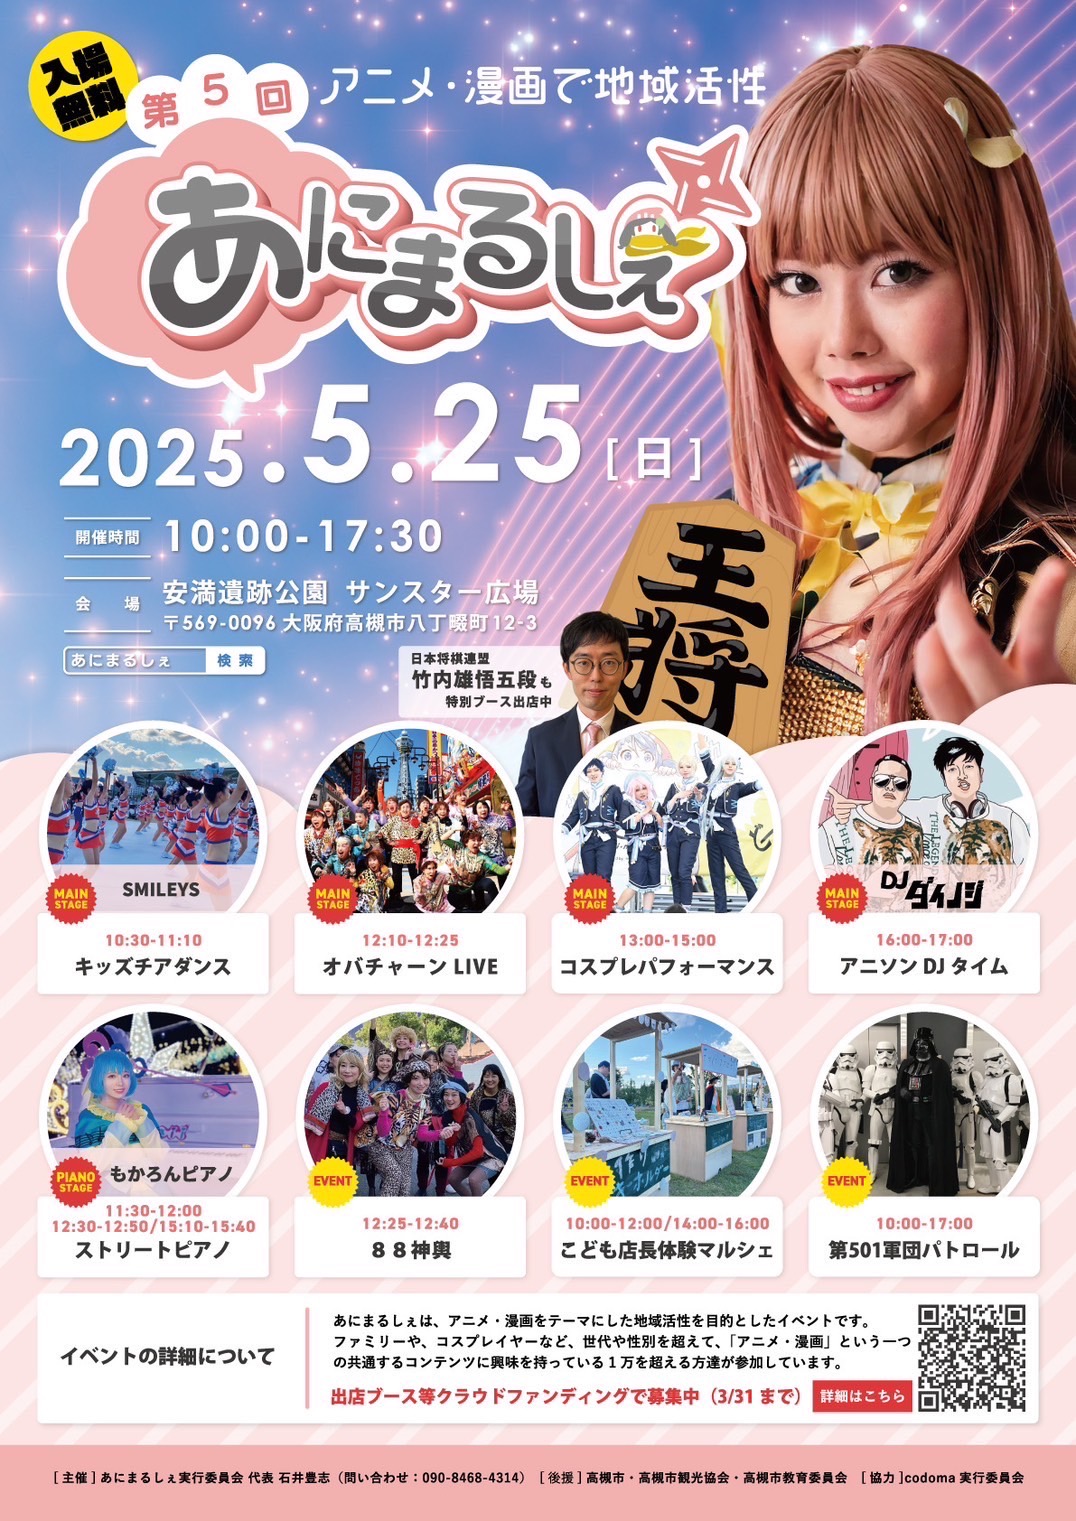 入場
無料
第5回
アニメ・漫画で地域活性
あにまるしぇ
2025.5.25[日]
開催時間 10:00-17:30
会場 安満遺跡公園 サンスター広場
〒569-0096 大阪府高槻市八丁畷町12-3
あにまるしぇ 検索
王将
日本将棋連盟
竹内雄悟五段も
特別ブース出店中
SMILEYS
MAIN
STAGE
10:30-11:10
キッズチアダンス
MAIN
STAGE
12:10-12:25
オバチャーン LIVE
MAIN
STAGE
13:00-15:00
コスプレパフォーマンス
DJダイノジ
MAIN
STAGE
16:00-17:00
アニソン DJ タイム
もかろんピアノ
PIANO
STAGE
11:30-12:00
12:30-12:50/15:10-15:40
ストリートピアノ
EVENT
12:25-12:40
88神輿
EVENT
10:00-12:00/14:00-16:00
こども店長体験マルシェ
EVENT
10:00-17:00
第501軍団パトロール
イベントの詳細について
あにまるしぇは、アニメ・漫画をテーマにした地域活性を目的としたイベントです。
ファミリーや、コスプレイヤーなど、世代や性別を超えて、「アニメ・漫画」という一つ
の共通するコンテンツに興味を持っている1万を超える方達が参加しています。
出店ブース等クラウドファンディングで募集中（3/31 まで） 詳細はこちら
[ 主催 ] あにまるしぇ実行委員会 代表 石井豊志（問い合わせ：090-8468-4314） [ 後援 ] 高槻市・高槻市観光協会・高槻市教育委員会 [ 協力 ]codoma 実行委員会